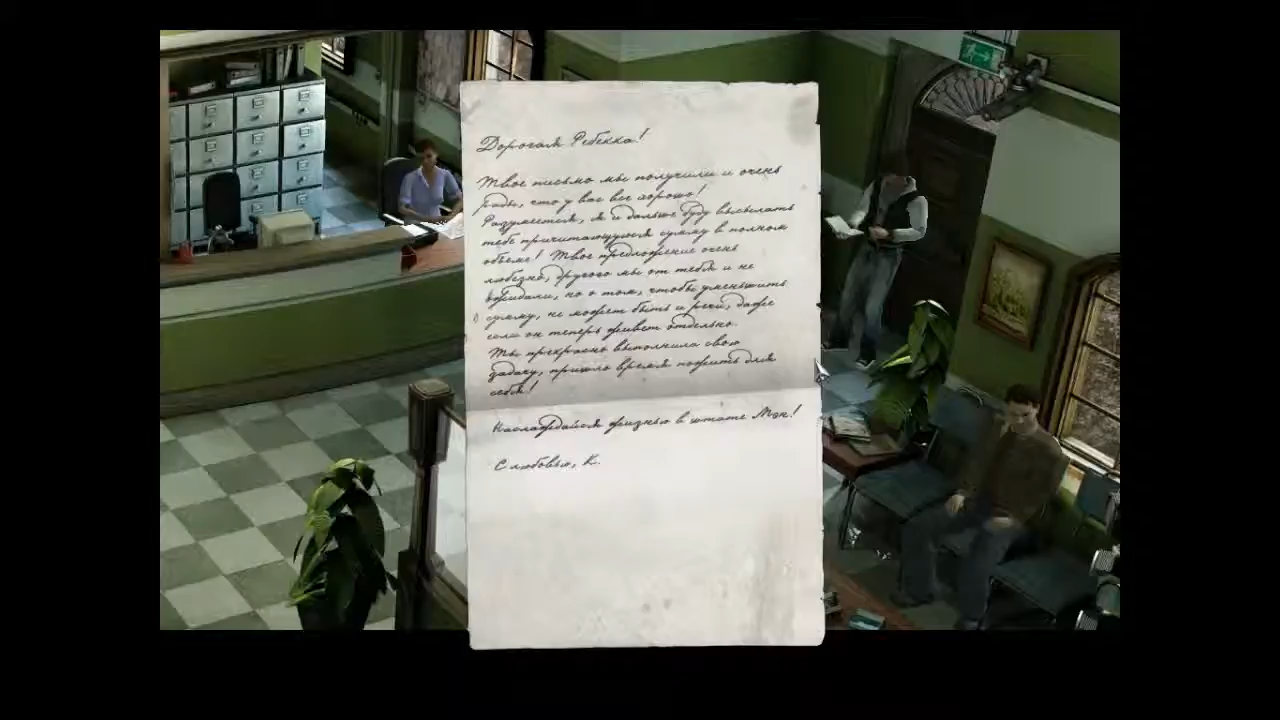 Дорогая Ребекка!
Твое письмо мы получили и очень
рады, что у вас все хорошо!
Разумеется, я и дальше буду высылать
тебе причитающуюся сумму в полном
объеме! Твое предложение очень
любезно, другого мы от тебя и не
ожидали, но о том, чтобы уменьшить
сумму, не может быть и речи, даже
если он теперь живет отдельно.
Ты прекрасно выполнила свою
задачу, пришло время пожить для
себя!
Наслаждайся жизнью в штате Мэн!
С любовью, К.